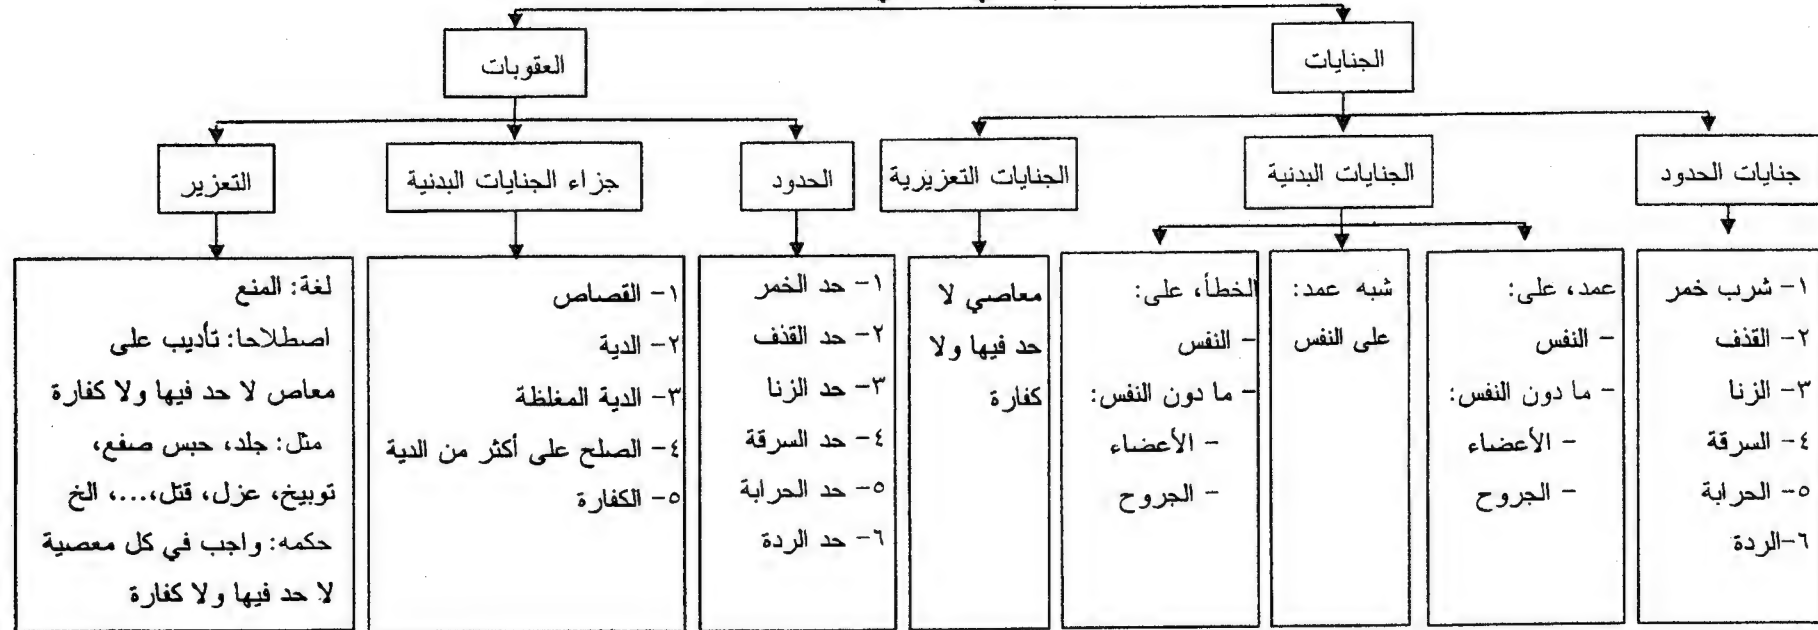 الجنايات
العقوبات
جنايات الحدود
الجنايات البدنية
الجنايات التعزيرية
الحدود
جزاء الجنايات البدنية
التعزير
١- شرب خمر
٢- القذف
٣- الزنا
٤- السرقة
٥- الحرابة
٦-الردة
عمد، على:
- النفس
- ما دون النفس:
- الأعضاء
- الجروح
شبه عمد:
على النفس
الخطأ، على:
- النفس
- ما دون النفس:
- الأعضاء
- الجروح
معاصي لا
حد فيها ولا
كفارة
١- حد الخمر
٢- حد القذف
٣- حد الزنا
٤- حد السرقة
٥- حد الحرابة
٦- حد الردة
١- القصاص
٢- الدية
٣- الدية المغلظة
٤- الصلح على أكثر من الدية
٥- الكفارة
لغة: المنع
اصطلاحا: تأديب على
معاص لا حد فيها ولا كفارة
مثل: جلد، حبس صفع،
توبيخ، عزل، قتل،...، الخ
حكمه: واجب في كل معصية
لا حد فيها ولا كفارة